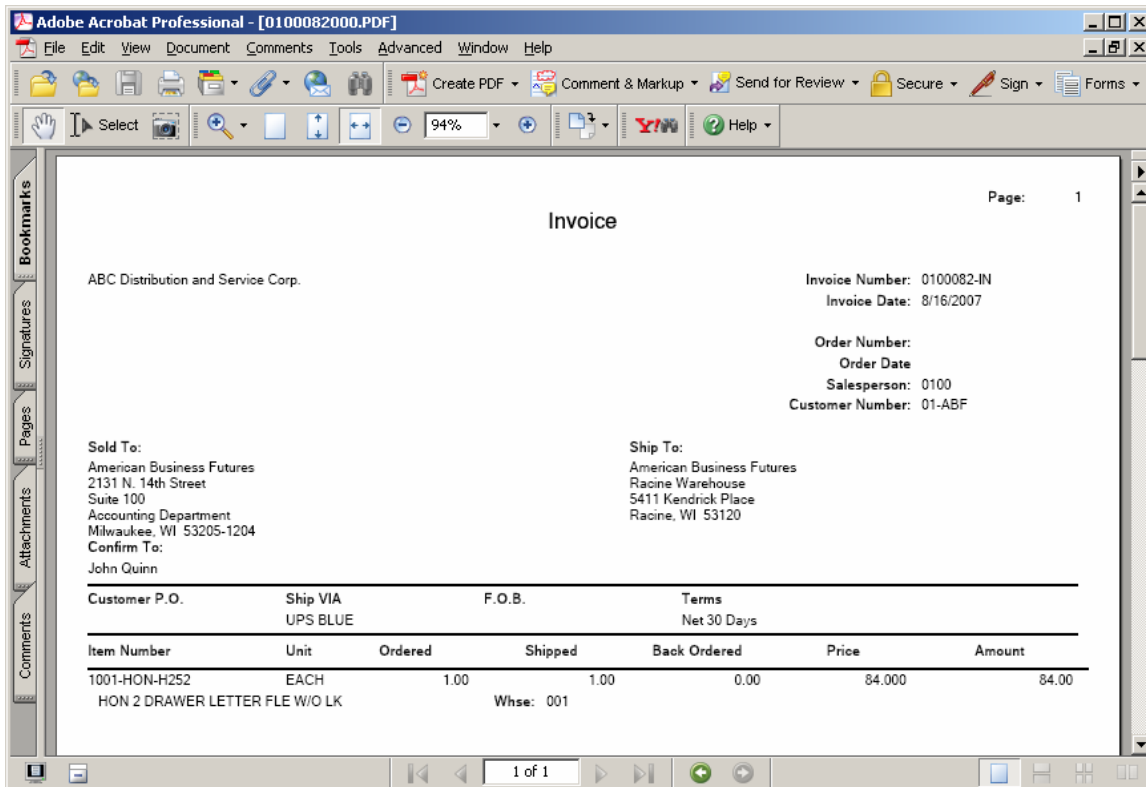 Adobe Acrobat Professional - [0100082000.PDF]
File Edit View Document Comments Tools Advanced Window Help
Create PDF Comment & Markup Send for Review Secure Sign Forms
Select 94% Y! Help
Bookmarks
Signatures
Pages
Attachments
Comments
Page: 1
Invoice
ABC Distribution and Service Corp.
Invoice Number: 0100082-IN
Invoice Date: 8/16/2007
Order Number:
Order Date
Salesperson: 0100
Customer Number: 01-ABF
Sold To:
American Business Futures
2131 N. 14th Street
Suite 100
Accounting Department
Milwaukee, WI 53205-1204
Confirm To:
John Quinn
Ship To:
American Business Futures
Racine Warehouse
5411 Kendrick Place
Racine, WI 53120
Customer P.O. Ship VIA F.O.B. Terms
UPS BLUE Net 30 Days
Item Number Unit Ordered Shipped Back Ordered Price Amount
1001-HON-H252 EACH 1.00 1.00 0.00 84.000 84.00
HON 2 DRAWER LETTER FLE W/O LK Whse: 001
1 of 1